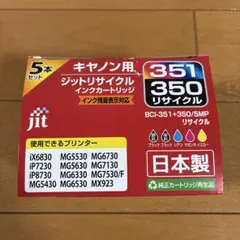 5本
セット
キヤノン用
ジットリサイクル
インクカートリッジ
インク残量表示対応
jit
351
350
リサイクル
BCI-351+350/5MP
リサイクル
ブラック ブラック シアン マゼンタ イエロー
使用できるプリンター
iX6830 MG5530 MG6730
iP7230 MG5630 MG7130
iP8730 MG6330 MG7530/F
MG5430 MG6530 MX923
日本製
純正カートリッジ再生品